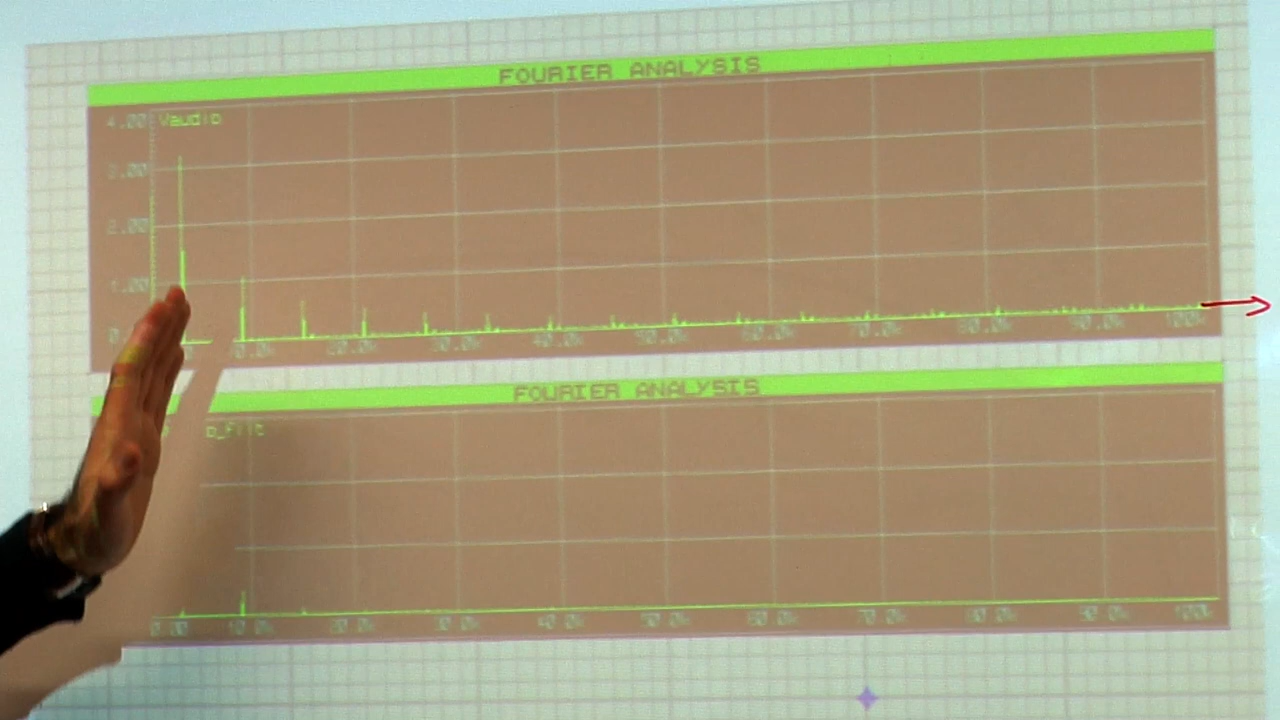 FOURIER ANALYSIS
4.00 Vaudio
3.00
2.00
1.00
20.0k 30.0k 40.0k 50.0k 60.0k 70.0k 80.0k 90.0k 100k
FOURIER ANALYSIS
0.00 10.0k 20.0k 30.0k 40.0k 50.0k 60.0k 70.0k 80.0k 90.0k 100k